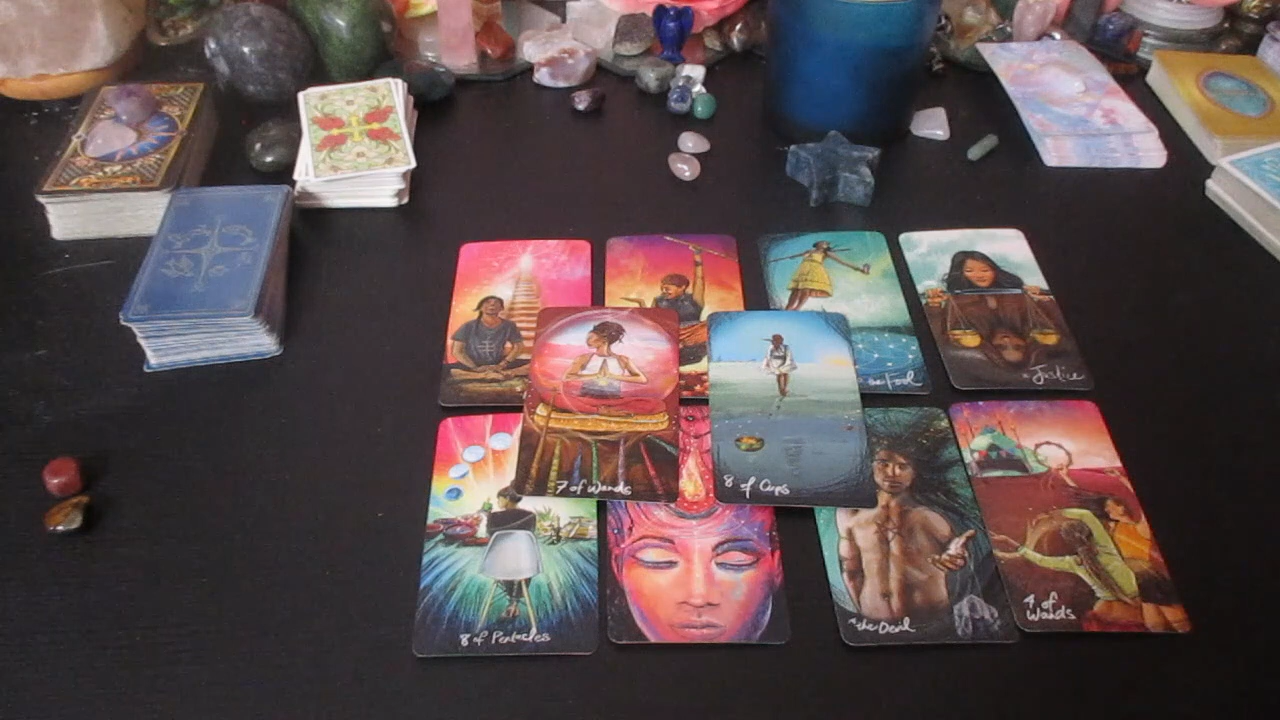 the Fool
Justice
7 of Wands
8 of Cups
8 of Pentacles
the Devil
4 of
Wands